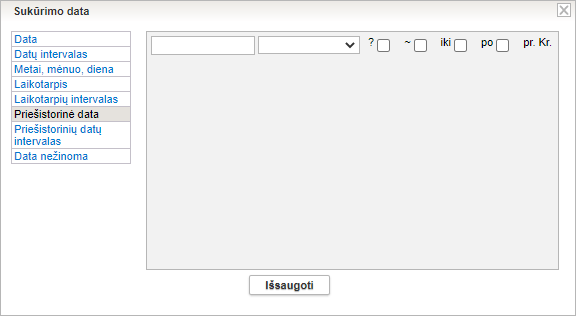 Sukūrimo data
Data
Datų intervalas
Metai, mėnuo, diena
Laikotarpis
Laikotarpių intervalas
Priešistorinė data
Priešistorinių datų
intervalas
Data nežinoma
? ~ iki po pr. Kr.
Išsaugoti